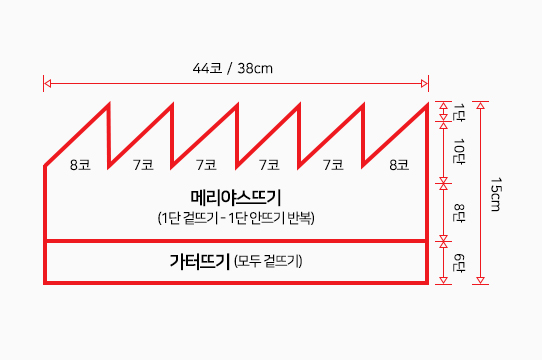 44코 / 38cm
8코 7코 7코 7코 7코 8코
메리야스뜨기
(1단 겉뜨기 - 1단 안뜨기 반복)
가터뜨기 (모두 겉뜨기)
1단
10단
8단
6단
15cm